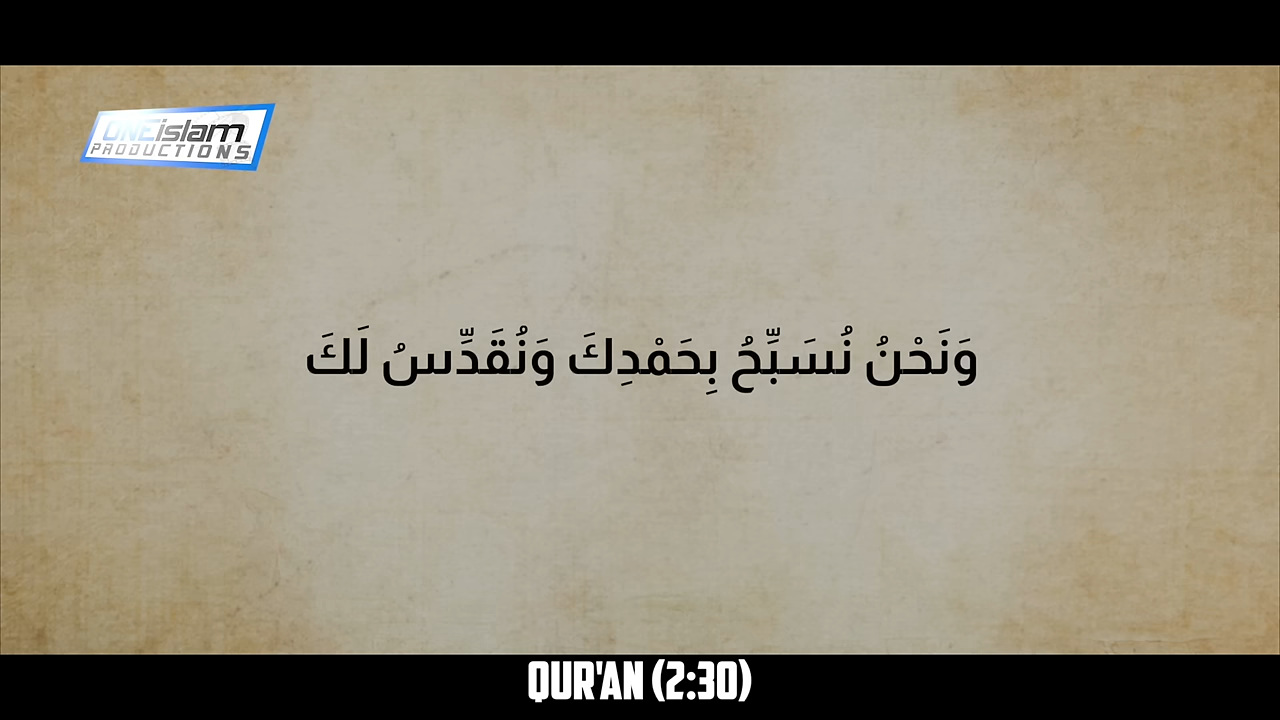 ONEislam
PRODUCTIONS
وَنَحْنُ نُسَبِّحُ بِحَمْدِكَ وَنُقَدِّسُ لَكَ
QUR'AN (2:30)